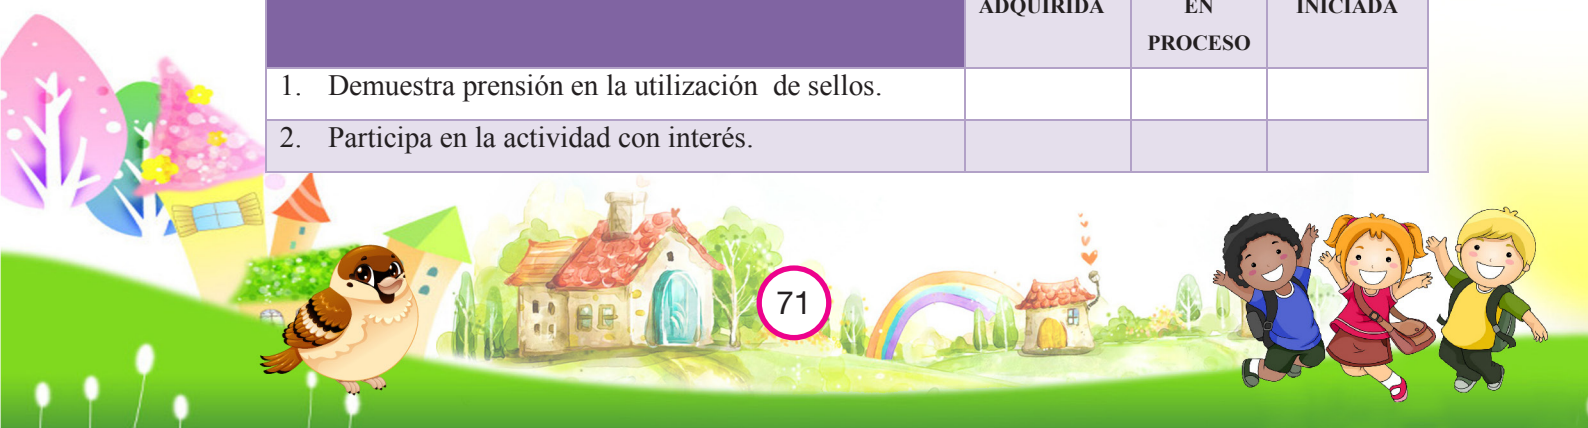 ADQUIRIDA EN INICIADA
PROCESO
1. Demuestra prensión en la utilización de sellos.
2. Participa en la actividad con interés.
71